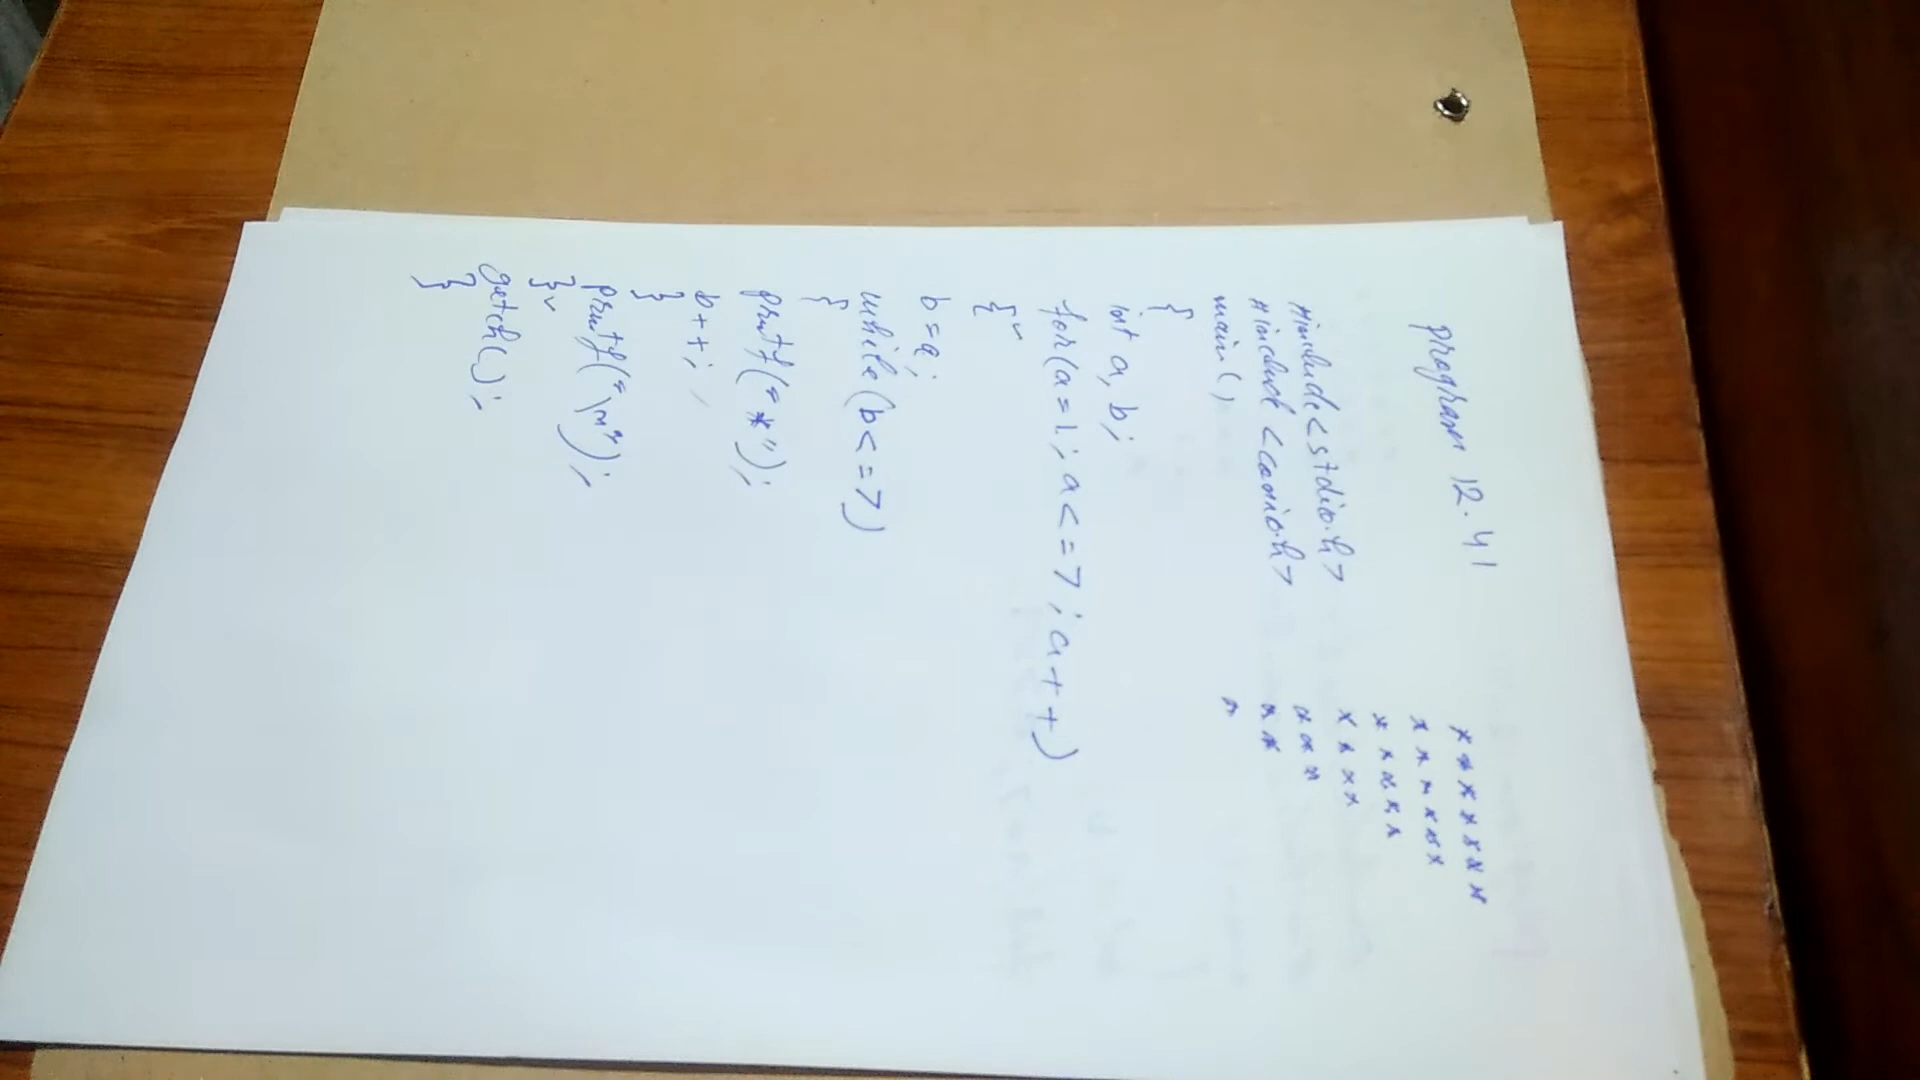 Program 12.41
#include<stdio.h>
#include <conio.h>
main()
{
int a, b;
for(a=1; a<=7; a++)
{
b=a;
while(b<=7)
{
printf("*");
b++;
}
printf("\n");
}
getch();
}
* * * * * * *
* * * * * *
* * * * *
* * * *
* * *
* *
*